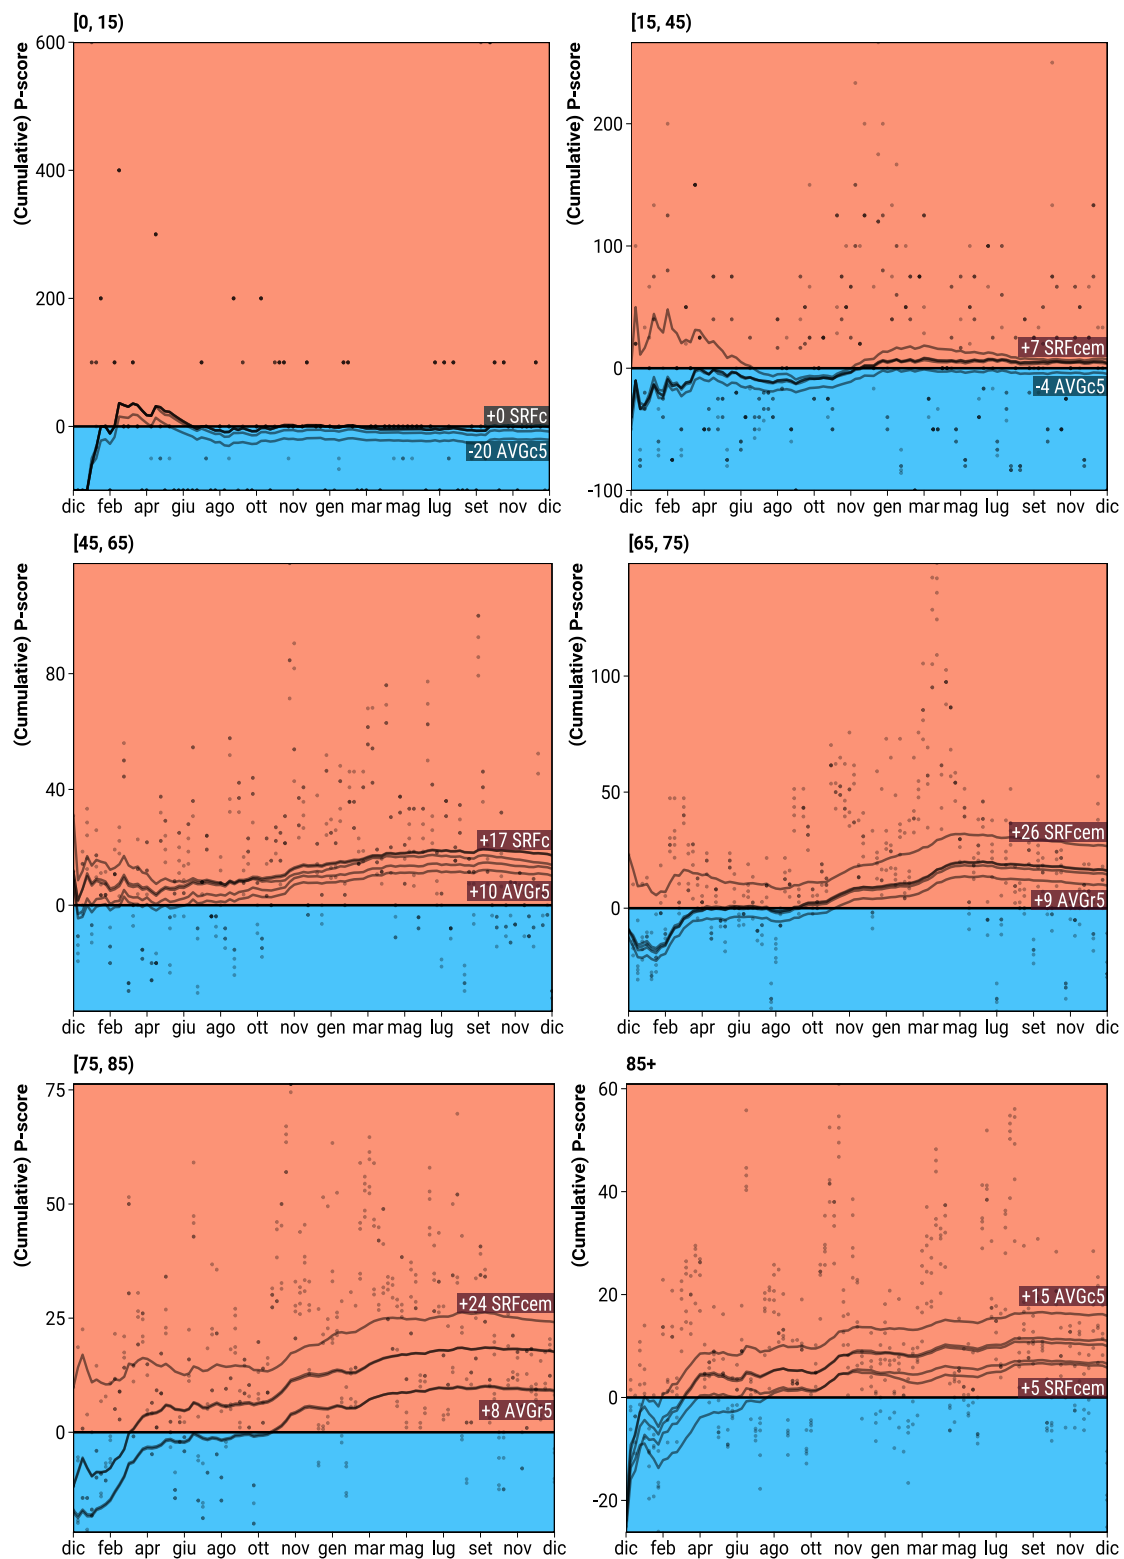 [0, 15)
(Cumulative) P-score
600
400
200
0
+0 SRFc
-20 AVGc5
dic feb apr giu ago ott nov gen mar mag lug set nov dic
[15, 45)
(Cumulative) P-score
200
100
0
-100
+7 SRFcem
-4 AVGc5
dic feb apr giu ago ott nov gen mar mag lug set nov dic
[45, 65)
(Cumulative) P-score
80
40
0
+17 SRFc
+10 AVGr5
dic feb apr giu ago ott nov gen mar mag lug set nov dic
[65, 75)
(Cumulative) P-score
100
50
0
+26 SRFcem
+9 AVGr5
dic feb apr giu ago ott nov gen mar mag lug set nov dic
[75, 85)
(Cumulative) P-score
75
50
25
0
+24 SRFcem
+8 AVGr5
dic feb apr giu ago ott nov gen mar mag lug set nov dic
85+
(Cumulative) P-score
60
40
20
0
-20
+15 AVGc5
+5 SRFcem
dic feb apr giu ago ott nov gen mar mag lug set nov dic